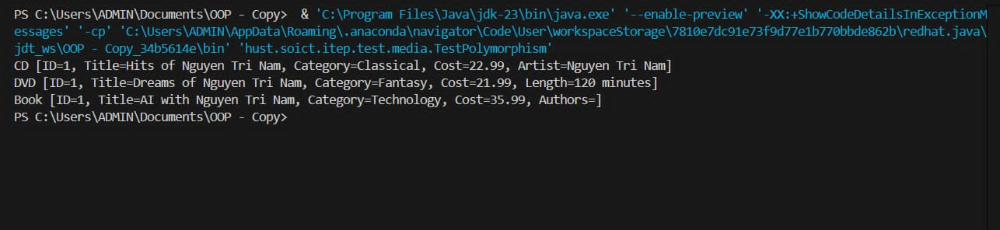 PS C:\Users\ADMIN\Documents\OOP - Copy>  & 'C:\Program Files\Java\jdk-23\bin\java.exe' '--enable-preview' '-XX:+ShowCodeDetailsInExceptionM
essages' '-cp' 'C:\Users\ADMIN\AppData\Roaming\.anaconda\navigator\Code\User\workspaceStorage\7810e7dc91e73f9d77e1b770bbde862b\redhat.java\
jdt_ws\OOP - Copy_34b5614e\bin' 'hust.soict.itep.test.media.TestPolymorphism'
CD [ID=1, Title=Hits of Nguyen Tri Nam, Category=Classical, Cost=22.99, Artist=Nguyen Tri Nam]
DVD [ID=1, Title=Dreams of Nguyen Tri Nam, Category=Fantasy, Cost=21.99, Length=120 minutes]
Book [ID=1, Title=AI with Nguyen Tri Nam, Category=Technology, Cost=35.99, Authors=]
PS C:\Users\ADMIN\Documents\OOP - Copy>